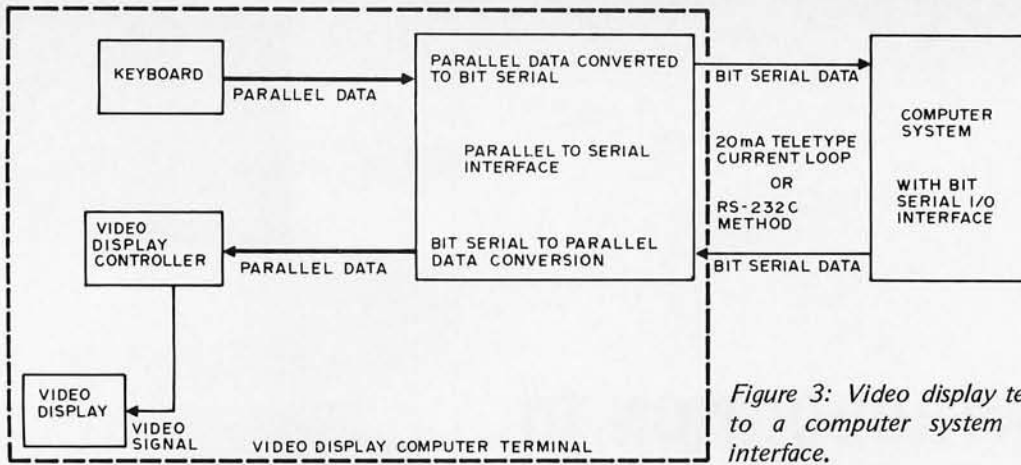 KEYBOARD
PARALLEL DATA
PARALLEL DATA CONVERTED
TO BIT SERIAL
PARALLEL TO SERIAL
INTERFACE
BIT SERIAL TO PARALLEL
DATA CONVERSION
BIT SERIAL DATA
20mA TELETYPE
CURRENT LOOP
OR
RS-232C
METHOD
BIT SERIAL DATA
COMPUTER
SYSTEM
WITH BIT
SERIAL I/O
INTERFACE
VIDEO
DISPLAY
CONTROLLER
PARALLEL DATA
VIDEO
DISPLAY
VIDEO
SIGNAL
VIDEO DISPLAY COMPUTER TERMINAL
Figure 3: Video display te
to a computer system
interface.